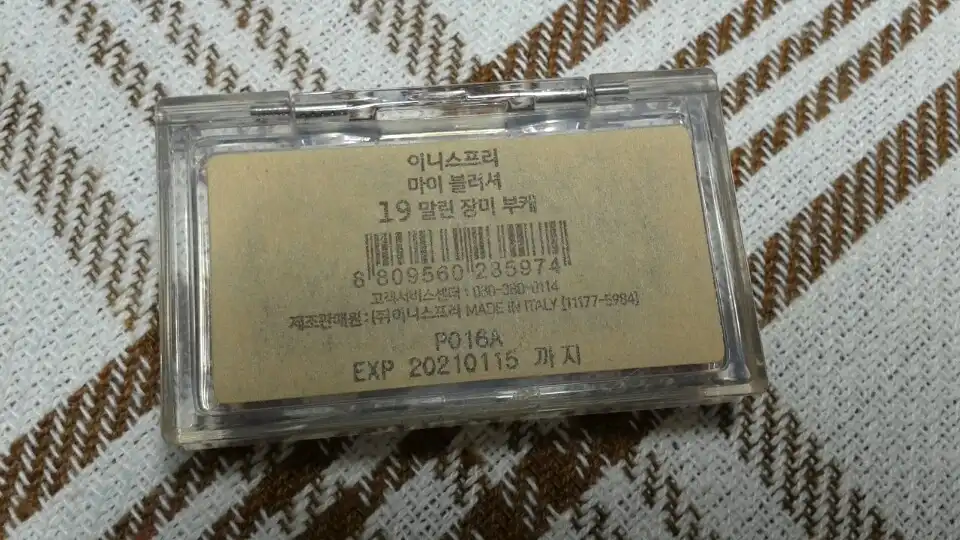 이니스프리
마이 블러셔
19 말린 장미 부케
8 809560 235974
고객서비스센터 : 080-380-0114
제조판매원 : (주)이니스프리 MADE IN ITALY [11177-5984]
P016A
EXP 20210115 까지